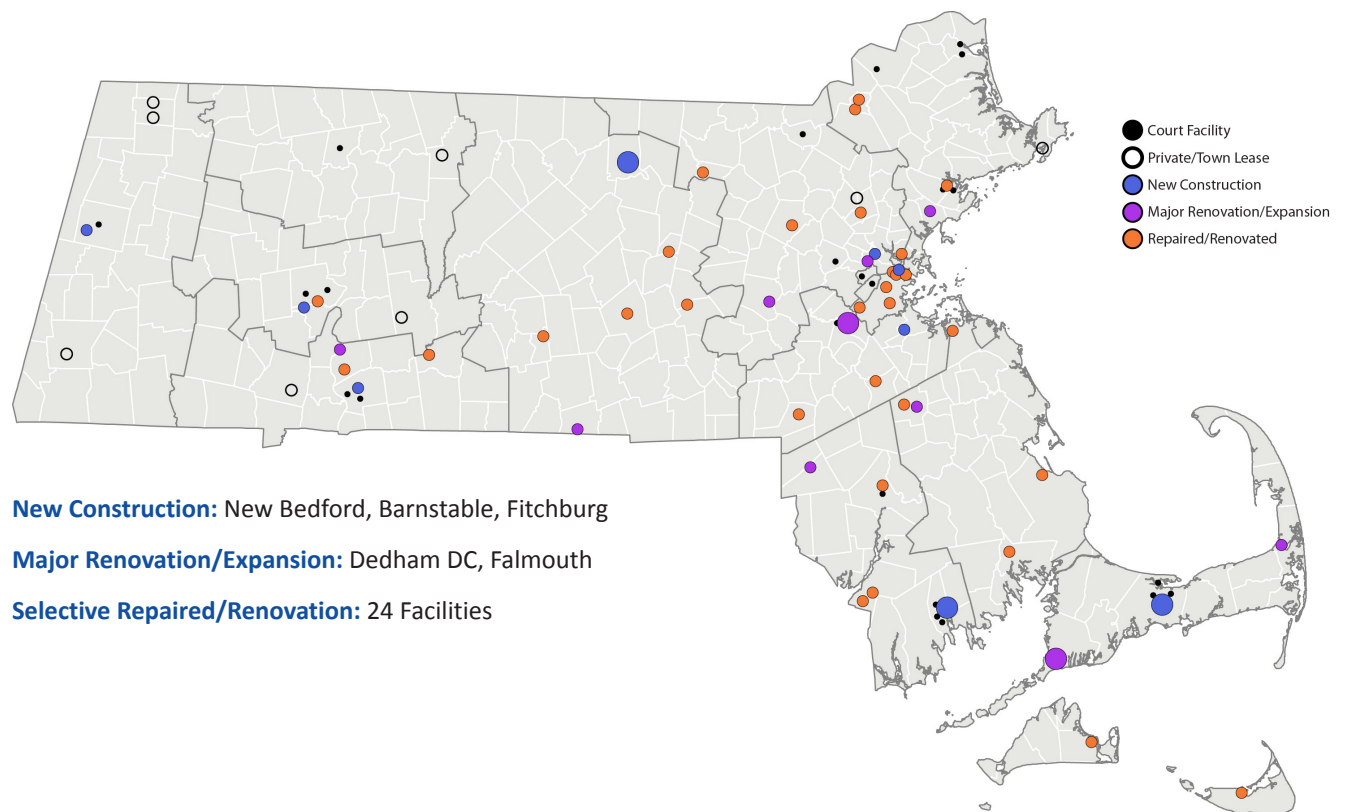 Court Facility
Private/Town Lease
New Construction
Major Renovation/Expansion
Repaired/Renovated
New Construction: New Bedford, Barnstable, Fitchburg
Major Renovation/Expansion: Dedham DC, Falmouth
Selective Repaired/Renovation: 24 Facilities